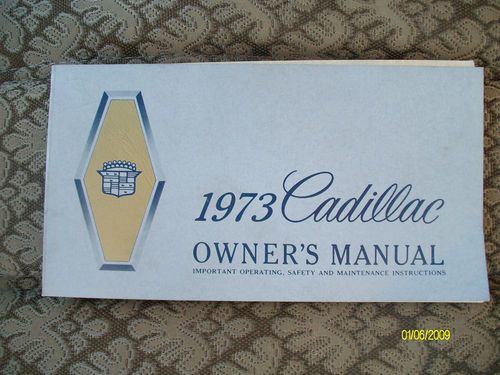 1973 Cadillac
OWNER'S MANUAL
IMPORTANT OPERATING, SAFETY AND MAINTENANCE INSTRUCTIONS
01/06/2009